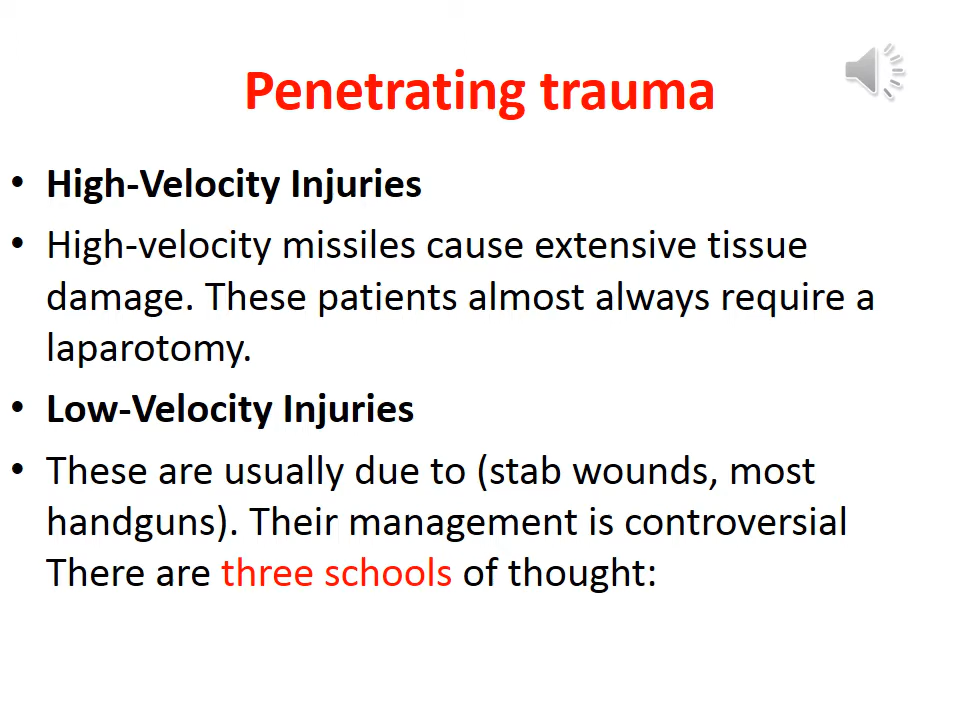 Penetrating trauma
• High-Velocity Injuries
• High-velocity missiles cause extensive tissue
damage. These patients almost always require a
laparotomy.
• Low-Velocity Injuries
• These are usually due to (stab wounds, most
handguns). Their management is controversial
There are three schools of thought: